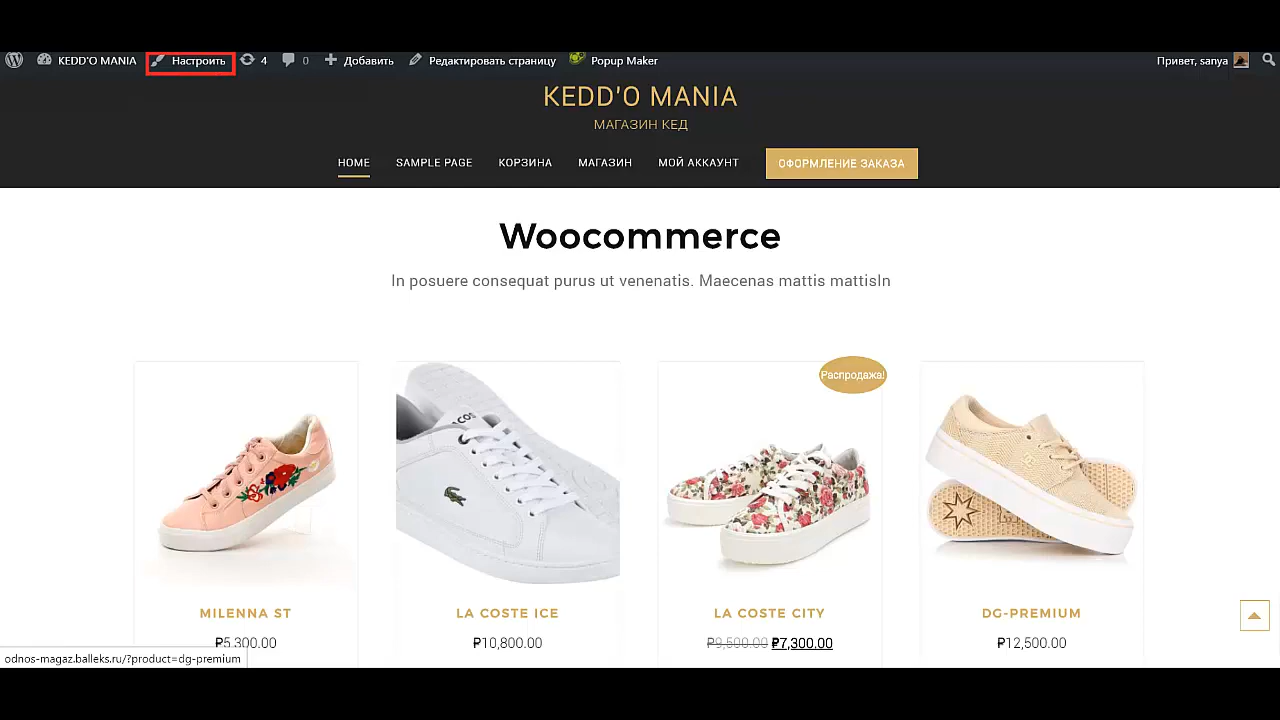 KEDD'O MANIA Настроить 4 0 Добавить Редактировать страницу Popup Maker Привет, sanya
KEDD'O MANIA
МАГАЗИН КЕД
HOME SAMPLE PAGE КОРЗИНА МАГАЗИН МОЙ АККАУНТ ОФОРМЛЕНИЕ ЗАКАЗА
Woocommerce
In posuere consequat purus ut venenatis. Maecenas mattis mattisIn
Распродажа!
MILENNA ST LA COSTE ICE LA COSTE CITY DG-PREMIUM
₽5,300.00 ₽10,800.00 ₽9,500.00 ₽7,300.00 ₽12,500.00
odnos-magaz.balleks.ru/?product=dg-premium